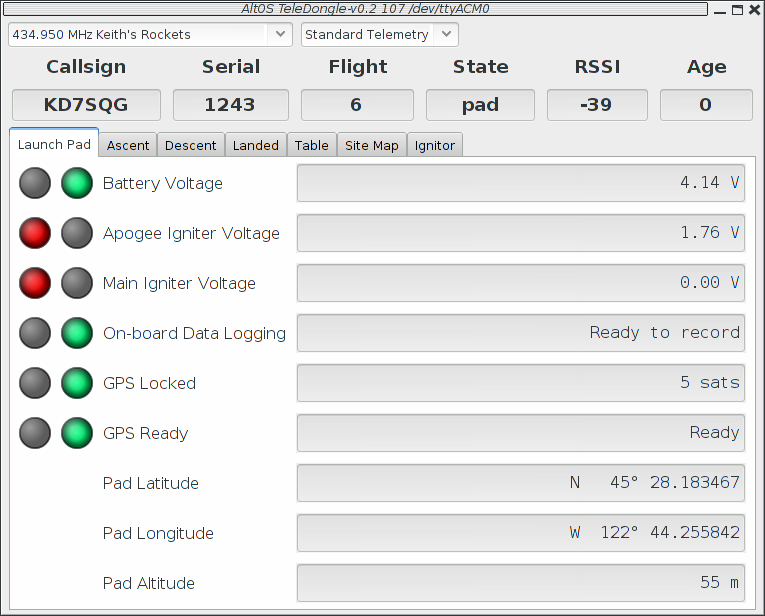 AltOS TeleDongle-v0.2 107 /dev/ttyACM0
434.950 MHz Keith's Rockets Standard Telemetry
Callsign Serial Flight State RSSI Age
KD7SQG 1243 6 pad -39 0
Launch Pad Ascent Descent Landed Table Site Map Ignitor
Battery Voltage 4.14 V
Apogee Igniter Voltage 1.76 V
Main Igniter Voltage 0.00 V
On-board Data Logging Ready to record
GPS Locked 5 sats
GPS Ready Ready
Pad Latitude N 45° 28.183467
Pad Longitude W 122° 44.255842
Pad Altitude 55 m